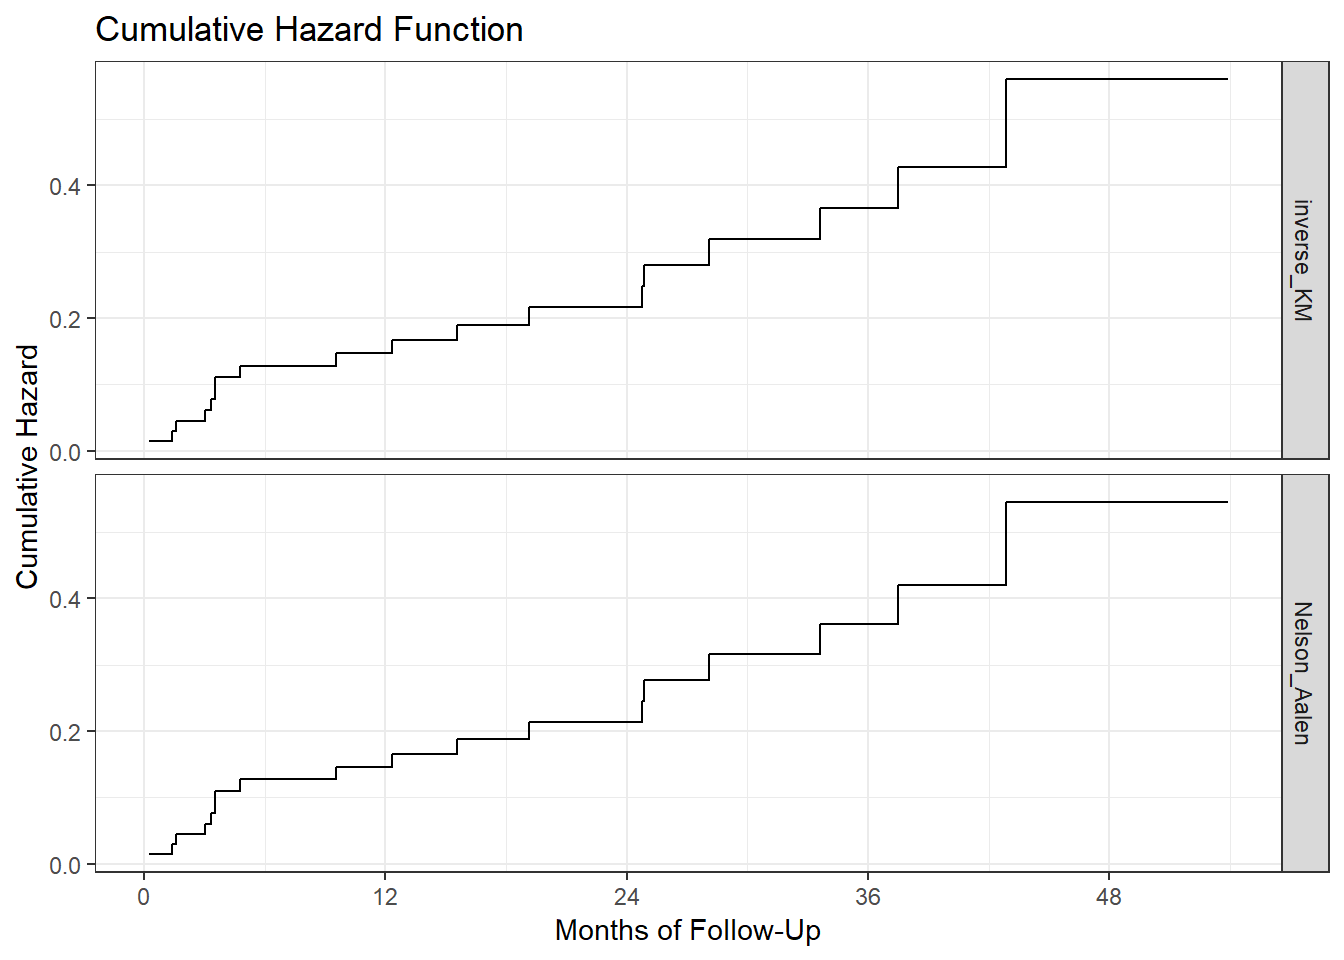 Cumulative Hazard Function
Cumulative Hazard
0.4
0.2
0.0
inverse_KM
0.4
0.2
0.0
Nelson_Aalen
0 12 24 36 48
Months of Follow-Up